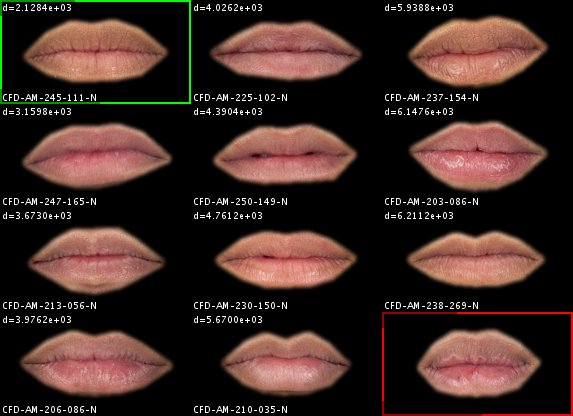 d=2.1284e+03 d=4.0262e+03 d=5.9388e+03
CFD-AM-245-111-N CFD-AM-225-102-N CFD-AM-237-154-N
d=3.1598e+03 d=4.3904e+03 d=6.1476e+03
CFD-AM-247-165-N CFD-AM-250-149-N CFD-AM-203-086-N
d=3.6730e+03 d=4.7612e+03 d=6.2112e+03
CFD-AM-213-056-N CFD-AM-230-150-N CFD-AM-238-269-N
d=3.9762e+03 d=5.6700e+03
CFD-AM-206-086-N CFD-AM-210-035-N